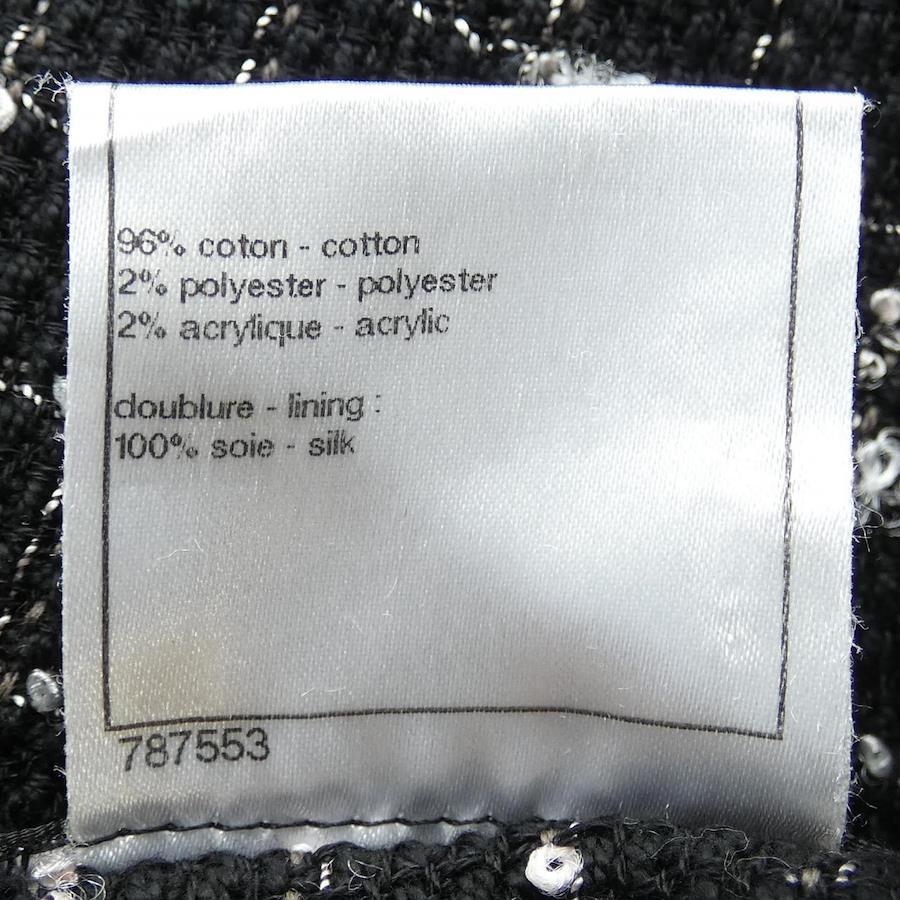 96% coton - cotton
2% polyester - polyester
2% acrylique - acrylic
doublure - lining :
100% soie - silk
787553